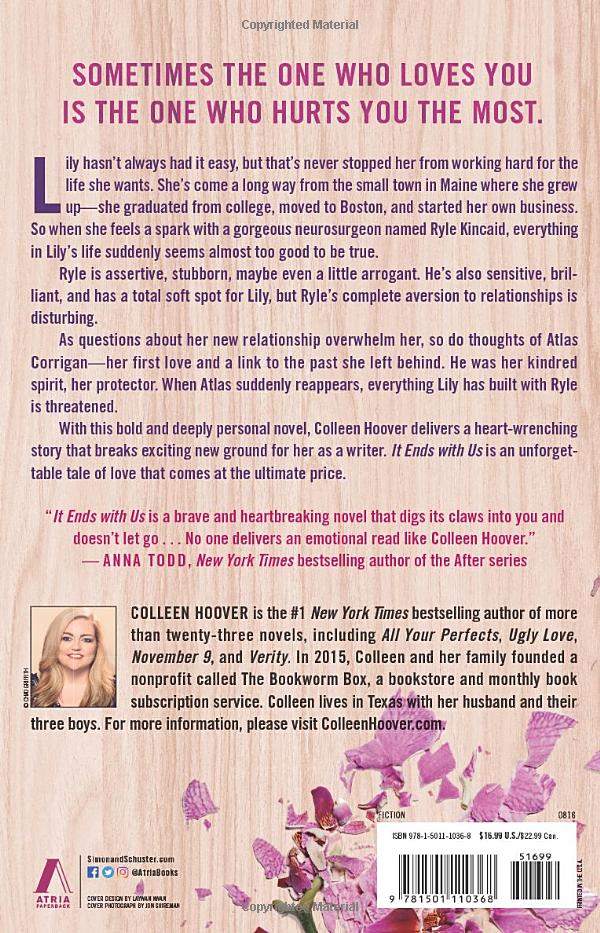 Copyrighted Material
SOMETIMES THE ONE WHO LOVES YOU
IS THE ONE WHO HURTS YOU THE MOST.
Lily hasn't always had it easy, but that's never stopped her from working hard for the
life she wants. She's come a long way from the small town in Maine where she grew
up—she graduated from college, moved to Boston, and started her own business.
So when she feels a spark with a gorgeous neurosurgeon named Ryle Kincaid, everything
in Lily's life suddenly seems almost too good to be true.
Ryle is assertive, stubborn, maybe even a little arrogant. He's also sensitive, bril-
liant, and has a total soft spot for Lily, but Ryle's complete aversion to relationships is
disturbing.
As questions about her new relationship overwhelm her, so do thoughts of Atlas
Corrigan—her first love and a link to the past she left behind. He was her kindred
spirit, her protector. When Atlas suddenly reappears, everything Lily has built with Ryle
is threatened.
With this bold and deeply personal novel, Colleen Hoover delivers a heart-wrenching
story that breaks exciting new ground for her as a writer. It Ends with Us is an unforget-
table tale of love that comes at the ultimate price.
"It Ends with Us is a brave and heartbreaking novel that digs its claws into you and
doesn't let go . . . No one delivers an emotional read like Colleen Hoover."
— ANNA TODD, New York Times bestselling author of the After series
COLLEEN HOOVER is the #1 New York Times bestselling author of more
than twenty-three novels, including All Your Perfects, Ugly Love,
November 9, and Verity. In 2015, Colleen and her family founded a
nonprofit called The Bookworm Box, a bookstore and monthly book
subscription service. Colleen lives in Texas with her husband and their
three boys. For more information, please visit ColleenHoover.com.
FICTION 0816
ISBN 978-1-5011-1036-8 $16.99 U.S./$22.99 Can.
51699
9 781501 110368
PRINTED IN THE U.S.A.
SimonandSchuster.com
@AtriaBooks
ATRIA
PAPERBACK
COVER DESIGN BY LAYWAN KWAN
COVER PHOTOGRAPH BY JON SHIREMAN
Copyrighted Material